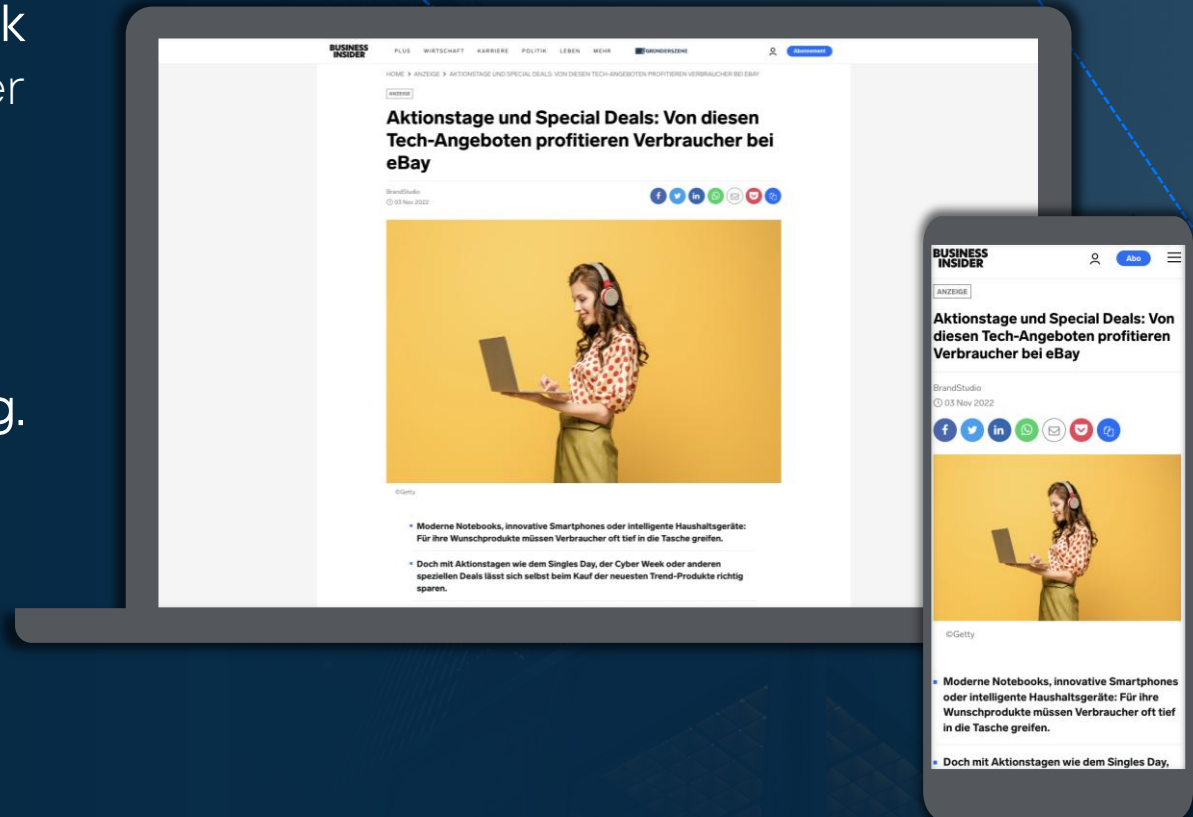 k
er
g.
BUSINESS
INSIDER
PLUS WIRTSCHAFT KARRIERE POLITIK LEBEN MEHR GRÜNDERSZENE Abonnement
HOME > ANZEIGE > AKTIONSTAGE UND SPECIAL DEALS: VON DIESEN TECH-ANGEBOTEN PROFITIEREN VERBRAUCHER BEI EBAY
ANZEIGE
Aktionstage und Special Deals: Von diesen
Tech-Angeboten profitieren Verbraucher bei
eBay
BrandStudio
03 Nov 2022
©Getty
Moderne Notebooks, innovative Smartphones oder intelligente Haushaltsgeräte:
Für ihre Wunschprodukte müssen Verbraucher oft tief in die Tasche greifen.
Doch mit Aktionstagen wie dem Singles Day, der Cyber Week oder anderen
speziellen Deals lässt sich selbst beim Kauf der neuesten Trend-Produkte richtig
sparen.
BUSINESS
INSIDER
Abo
ANZEIGE
Aktionstage und Special Deals: Von
diesen Tech-Angeboten profitieren
Verbraucher bei eBay
BrandStudio
03 Nov 2022
©Getty
Moderne Notebooks, innovative Smartphones
oder intelligente Haushaltsgeräte: Für ihre
Wunschprodukte müssen Verbraucher oft tief
in die Tasche greifen.
Doch mit Aktionstagen wie dem Singles Day,